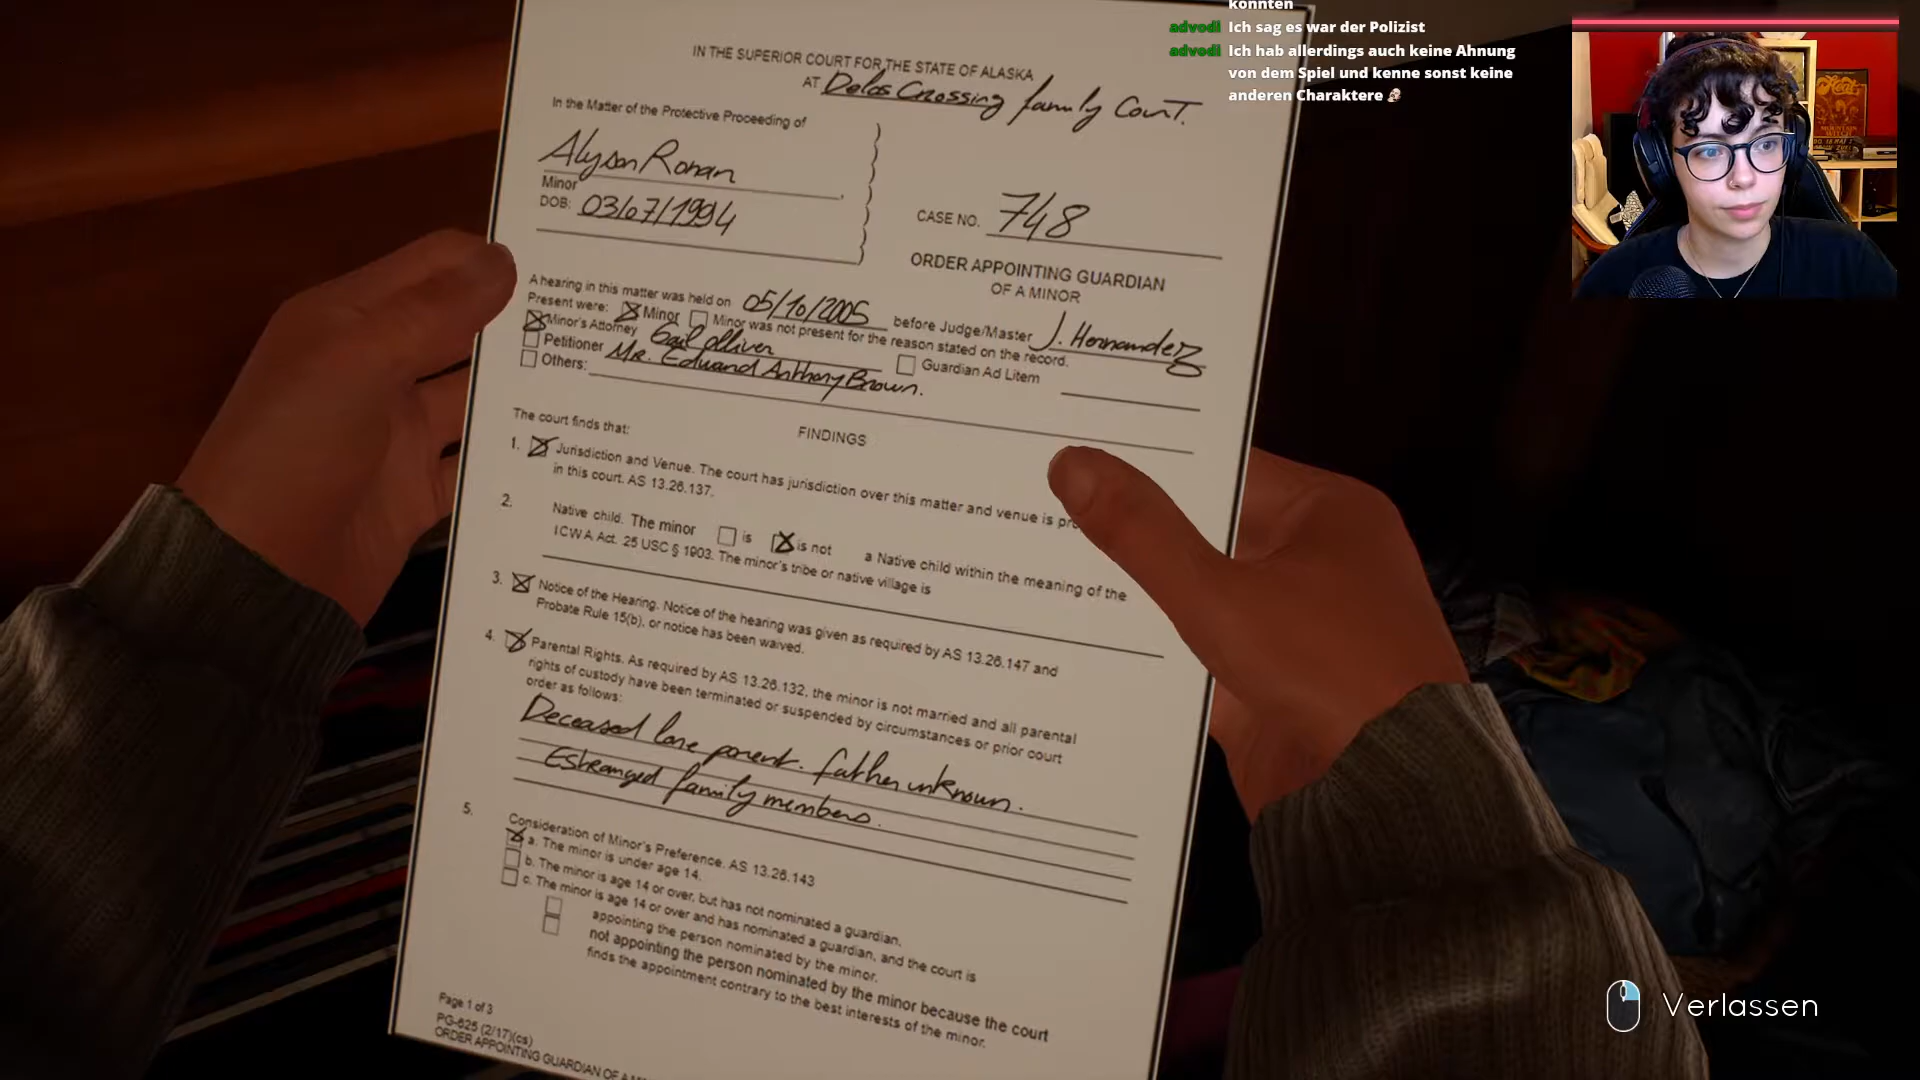 konnten
advodi Ich sag es war der Polizist
advodi Ich hab allerdings auch keine Ahnung
von dem Spiel und kenne sonst keine
anderen Charaktere
IN THE SUPERIOR COURT FOR THE STATE OF ALASKA
AT Delos Crossing family Court.
In the Matter of the Protective Proceeding of
Alyson Ronan
Minor
DOB: 03/07/1994
CASE NO. 748
ORDER APPOINTING GUARDIAN
OF A MINOR
A hearing in this matter was held on 05/10/2005 before Judge/Master J. Hernandez
Present were: Minor Minor was not present for the reason stated on the record.
Minor's Attorney Gail Olliver Guardian Ad Litem
Petitioner Mr. Edward Anthony Brown.
Others:
FINDINGS
The court finds that:
1. Jurisdiction and Venue. The court has jurisdiction over this matter and venue is
in this court. AS 13.26.137.
2. Native child. The minor is is not a Native child within the meaning of the
ICWA Act. 25 USC § 1903. The minor's tribe or native village is
3. Notice of the Hearing. Notice of the hearing was given as required by AS 13.26.147 and
Probate Rule 15(b), or notice has been waived.
4. Parental Rights. As required by AS 13.26.132, the minor is not married and all parental
rights of custody have been terminated or suspended by circumstances or prior court
order as follows:
Deceased lone parent. father unknown.
Estranged family members.
5. Consideration of Minor's Preference. AS 13.26.143
a. The minor is under age 14.
b. The minor is age 14 or over, but has not nominated a guardian.
c. The minor is age 14 or over and has nominated a guardian, and the court is
appointing the person nominated by the minor.
not appointing the person nominated by the minor because the court
finds the appointment contrary to the best interests of the minor.
Page 1 of 3
PG-625 (2/17)(cs)
ORDER APPOINTING GUARDIAN OF A
Verlassen